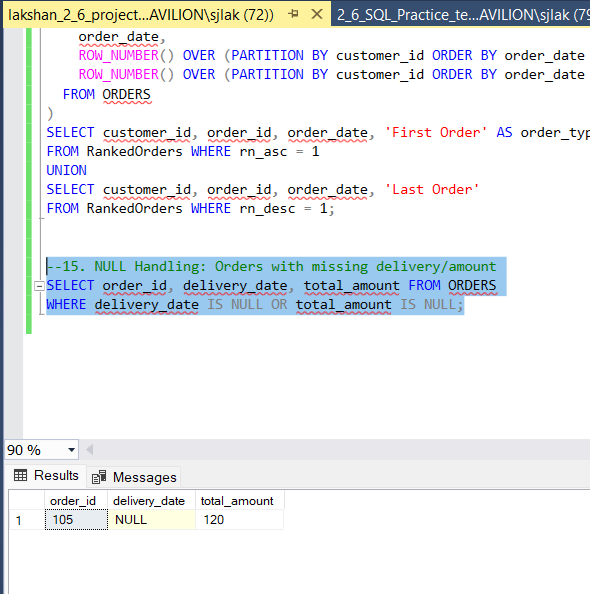 lakshan_2_6_project...AVILION\sjlak (72))
2_6_SQL_Practice_te...AVILION\sjlak (79
order_date,
ROW_NUMBER() OVER (PARTITION BY customer_id ORDER BY order_date
ROW_NUMBER() OVER (PARTITION BY customer_id ORDER BY order_date
FROM ORDERS
)
SELECT customer_id, order_id, order_date, 'First Order' AS order_typ
FROM RankedOrders WHERE rn_asc = 1
UNION
SELECT customer_id, order_id, order_date, 'Last Order'
FROM RankedOrders WHERE rn_desc = 1;
--15. NULL Handling: Orders with missing delivery/amount
SELECT order_id, delivery_date, total_amount FROM ORDERS
WHERE delivery_date IS NULL OR total_amount IS NULL;
90 %
Results Messages
order_id delivery_date total_amount
1 105 NULL 120